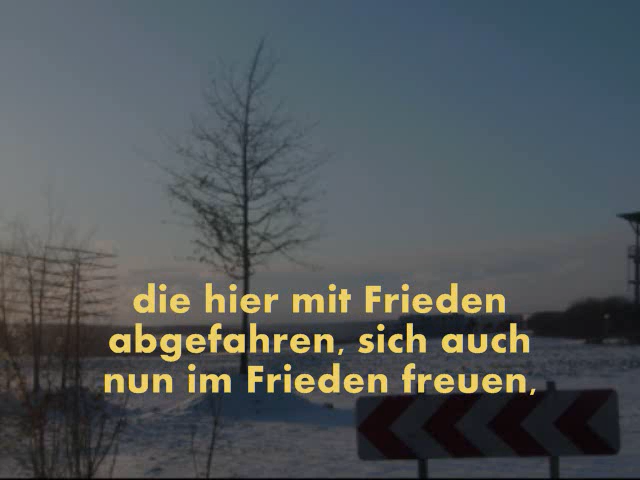 die hier mit Frieden
abgefahren, sich auch
nun im Frieden freuen,